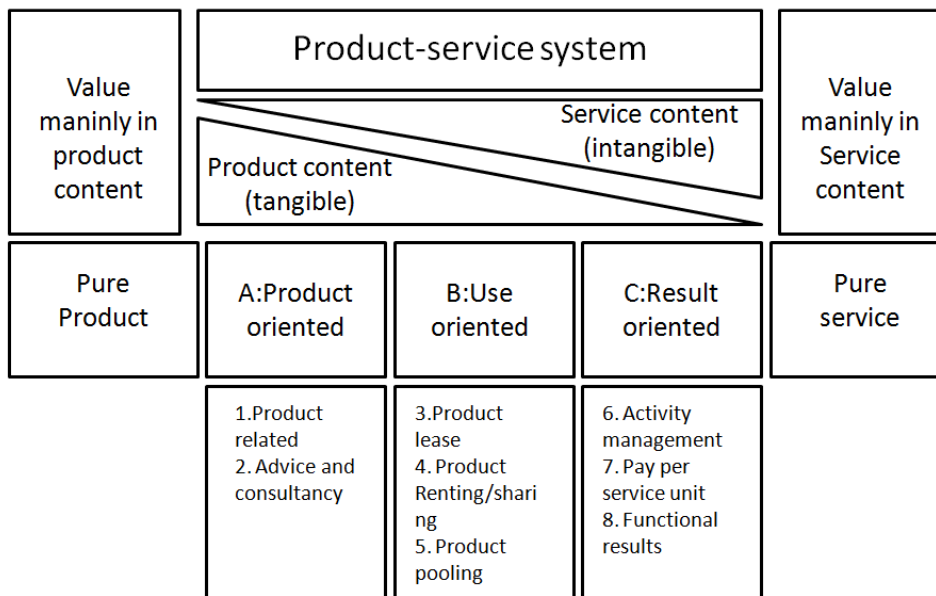 Value
maninly in
product
content
Product-service system
Service content
(intangible)
Product content
(tangible)
Value
maninly in
Service
content
Pure
Product
A:Product
oriented
B:Use
oriented
C:Result
oriented
Pure
service
1.Product
related
2. Advice and
consultancy
3.Product
lease
4. Product
Renting/shari
ng
5. Product
pooling
6. Activity
management
7. Pay per
service unit
8. Functional
results